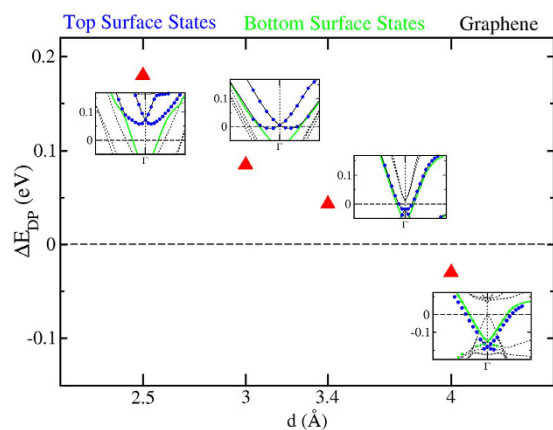 Top Surface States Bottom Surface States Graphene
0.2
0.1
0
-0.1
ΔE_DP (eV)
0.1
0
Γ
0.1
0
Γ
0.1
0
Γ
0
-0.1
Γ
2.5 3 3.4 4
d (Å)